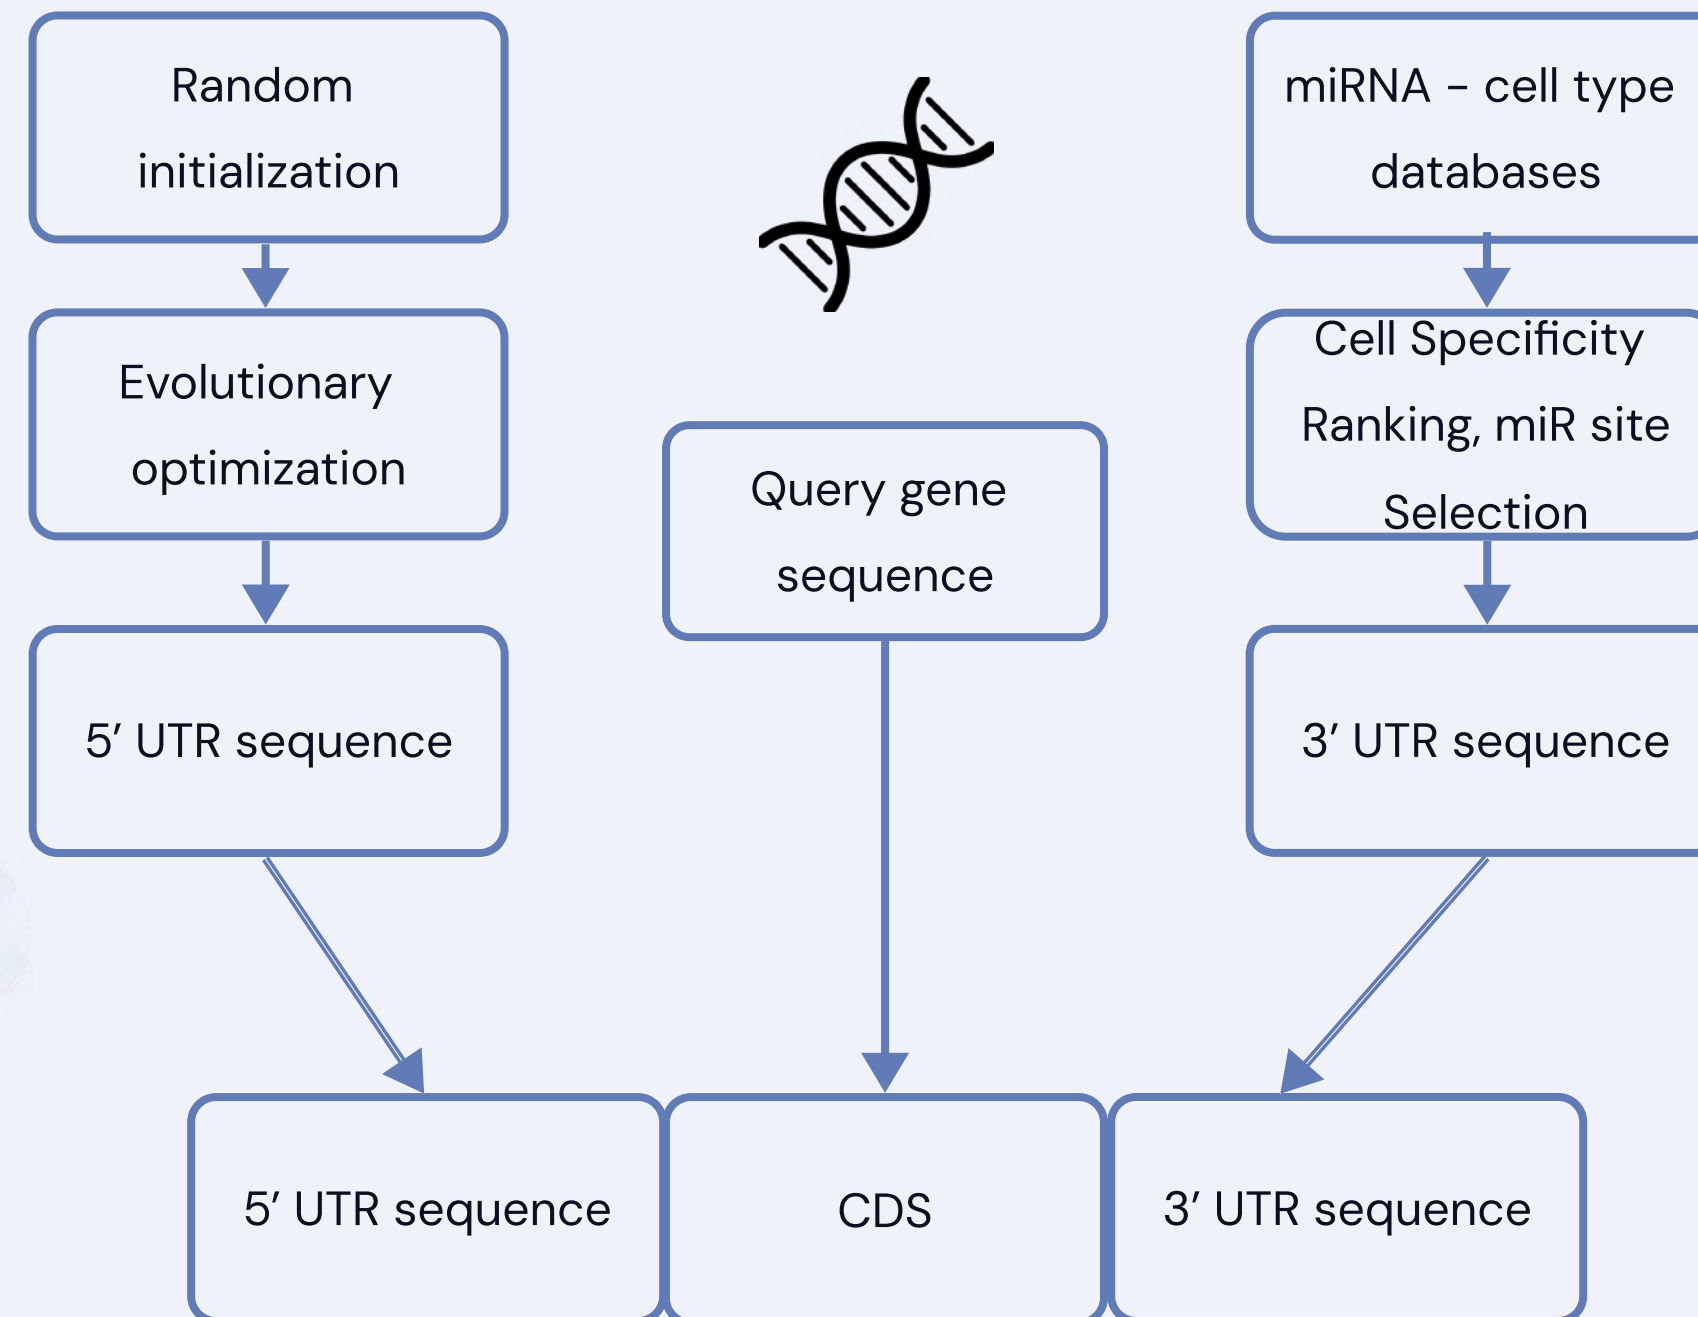 Random
initialization
Evolutionary
optimization
5’ UTR sequence
Query gene
sequence
miRNA - cell type
databases
Cell Specificity
Ranking, miR site
Selection
3’ UTR sequence
5’ UTR sequence
CDS
3’ UTR sequence